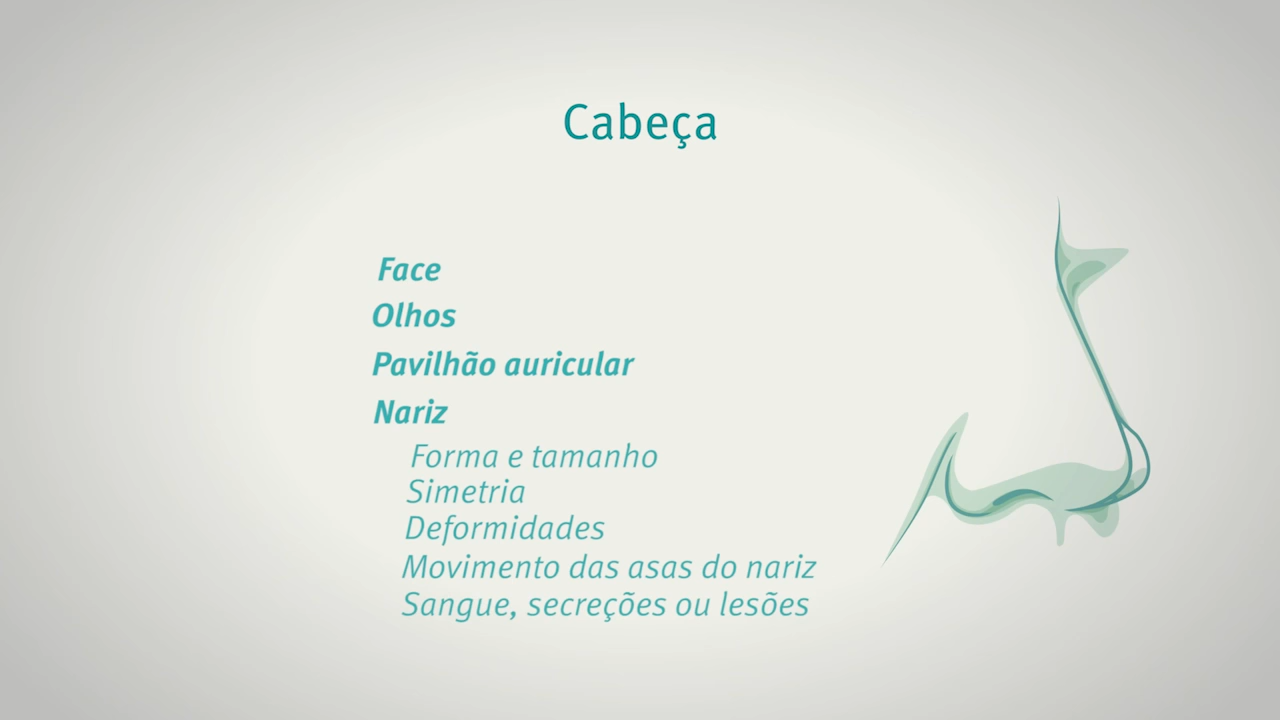 Cabeça
Face
Olhos
Pavilhão auricular
Nariz
Forma e tamanho
Simetria
Deformidades
Movimento das asas do nariz
Sangue, secreções ou lesões